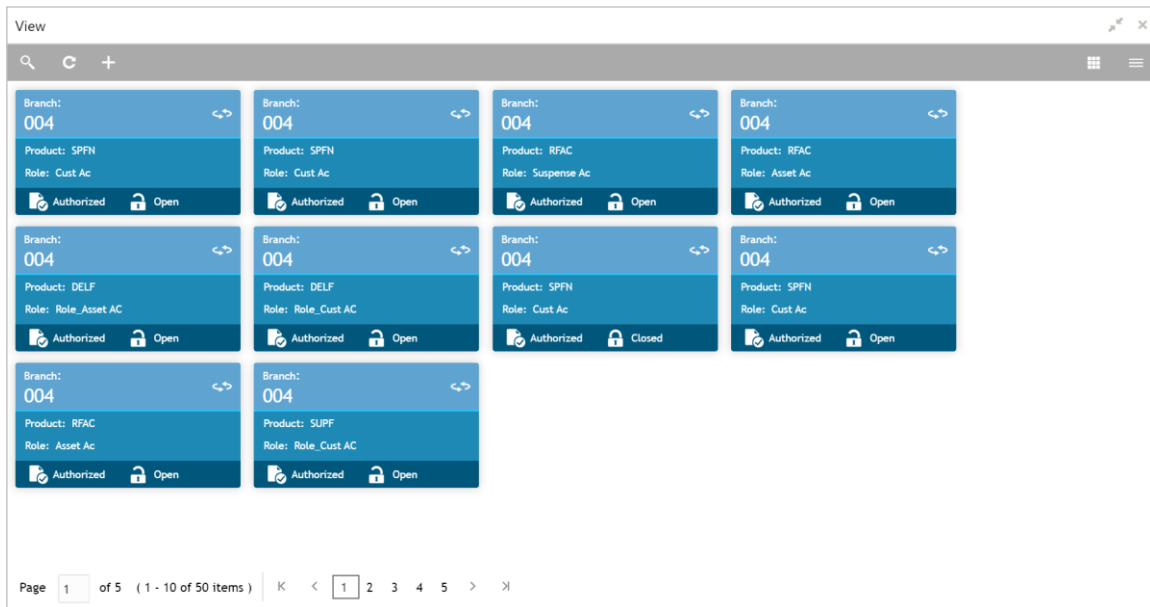 View
Branch:
004
Product: SPFN
Role: Cust Ac
Authorized Open
Branch:
004
Product: SPFN
Role: Cust Ac
Authorized Open
Branch:
004
Product: RFAC
Role: Suspense Ac
Authorized Open
Branch:
004
Product: RFAC
Role: Asset Ac
Authorized Open
Branch:
004
Product: DELF
Role: Role_Asset AC
Authorized Open
Branch:
004
Product: DELF
Role: Role_Cust AC
Authorized Open
Branch:
004
Product: SPFN
Role: Cust Ac
Authorized Closed
Branch:
004
Product: SPFN
Role: Cust Ac
Authorized Open
Branch:
004
Product: RFAC
Role: Asset Ac
Authorized Open
Branch:
004
Product: SUPF
Role: Role_Cust AC
Authorized Open
Page 1 of 5 ( 1 - 10 of 50 items ) 1 2 3 4 5